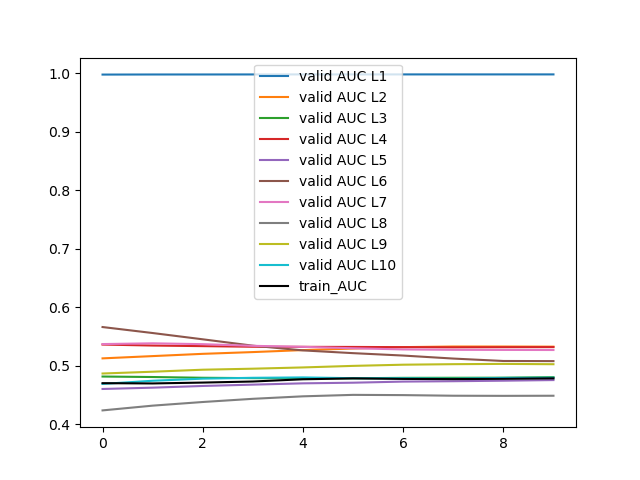 1.0
0.9
0.8
0.7
0.6
0.5
0.4
0 2 4 6 8
valid AUC L1
valid AUC L2
valid AUC L3
valid AUC L4
valid AUC L5
valid AUC L6
valid AUC L7
valid AUC L8
valid AUC L9
valid AUC L10
train_AUC